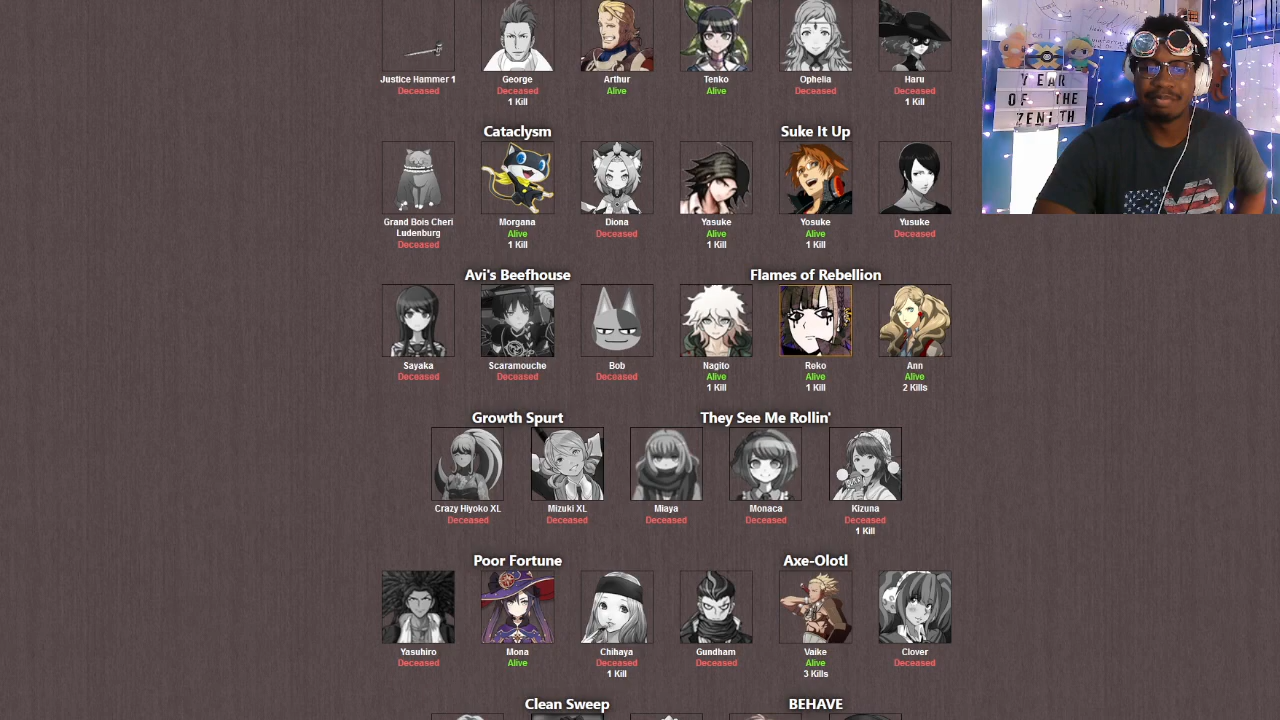 Justice Hammer 1
Deceased
George
Deceased
1 Kill
Arthur
Alive
Tenko
Alive
Ophelia
Deceased
Haru
Deceased
1 Kill
Cataclysm
Suke It Up
Grand Bois Cheri
Ludenburg
Deceased
Morgana
Alive
1 Kill
Diona
Deceased
Yasuke
Alive
1 Kill
Yosuke
Alive
1 Kill
Yusuke
Deceased
Avi's Beefhouse
Flames of Rebellion
Sayaka
Deceased
Scaramouche
Deceased
Bob
Deceased
Nagito
Alive
1 Kill
Reko
Alive
1 Kill
Ann
Alive
2 Kills
Growth Spurt
They See Me Rollin'
Crazy Hiyoko XL
Deceased
Mizuki XL
Deceased
Miaya
Deceased
Monaca
Deceased
Kizuna
Deceased
1 Kill
Poor Fortune
Axe-Olotl
Yasuhiro
Deceased
Mona
Alive
Chihaya
Deceased
1 Kill
Gundham
Deceased
Vaike
Alive
3 Kills
Clover
Deceased
Clean Sweep
BEHAVE
YEAR
OF THE
ZENITH